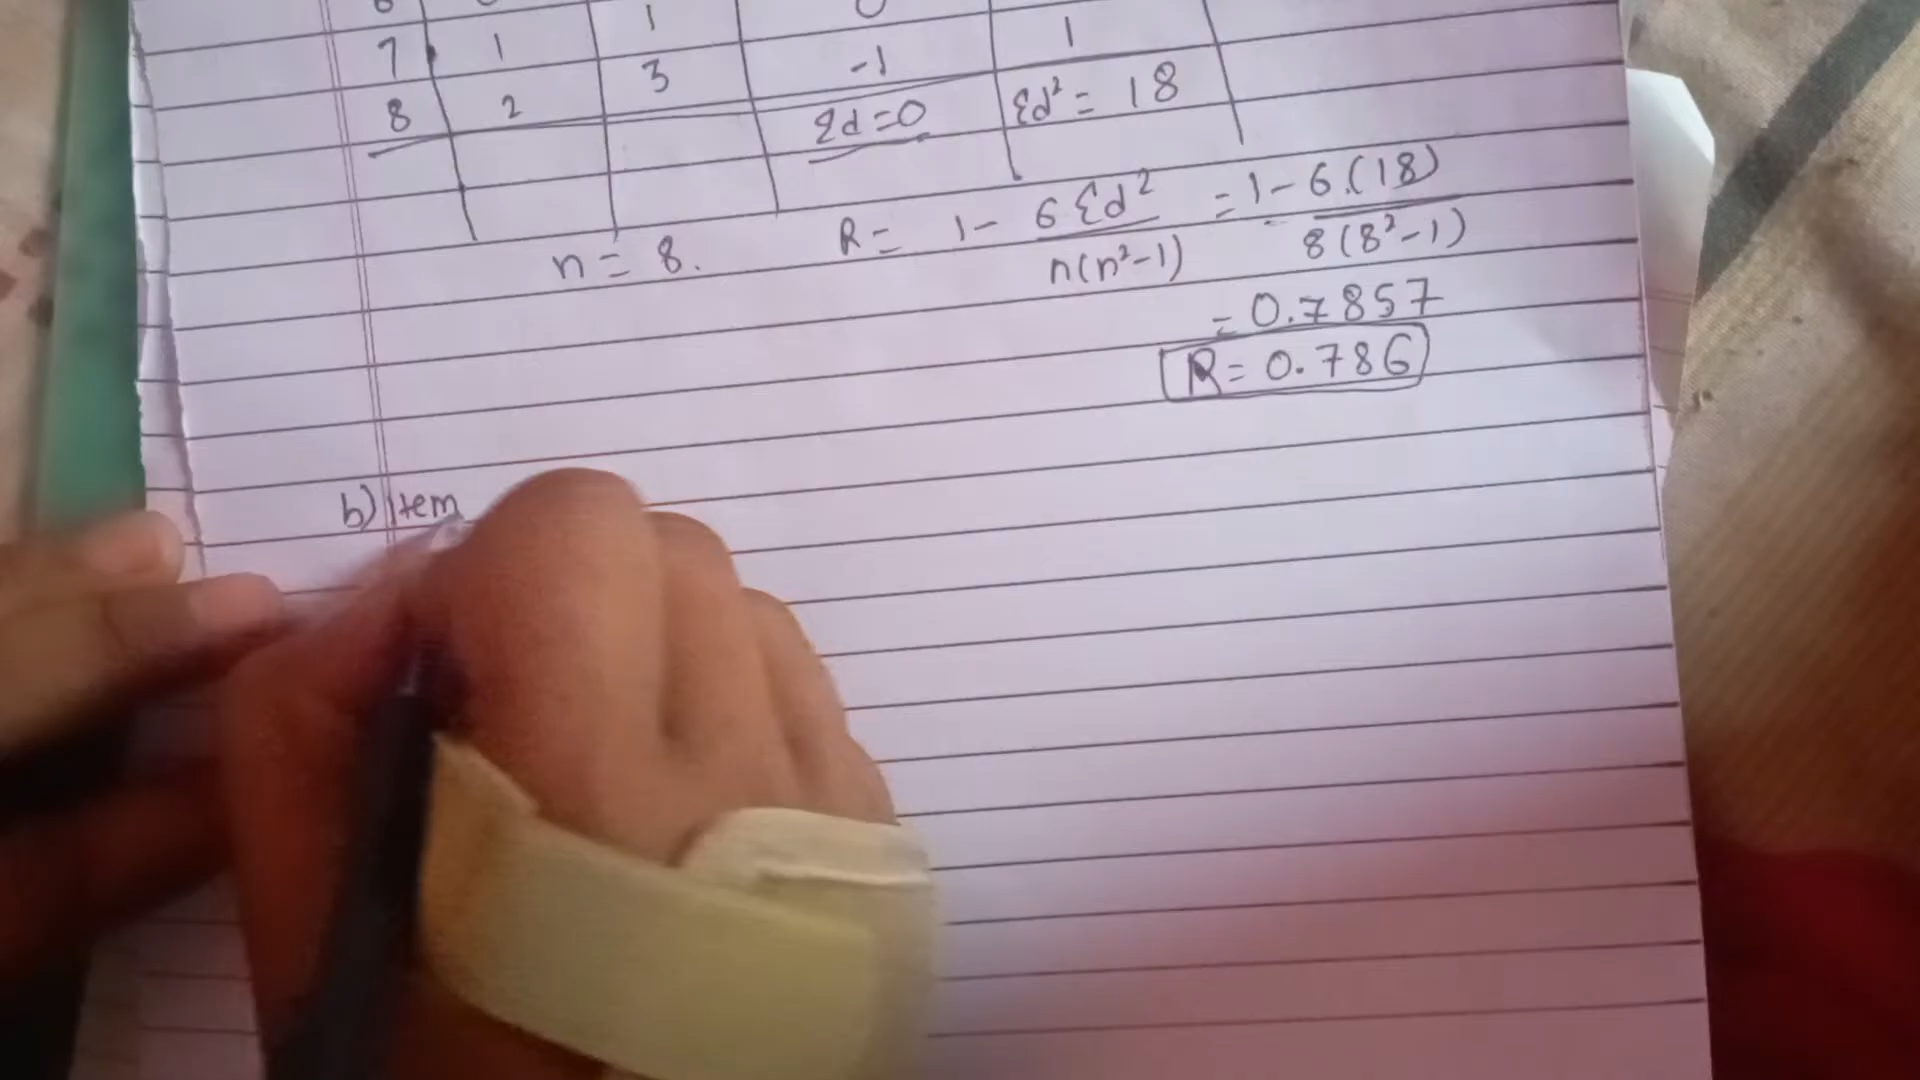 1 0
7 1 3 -1 1
8 2 Σd=0 Σd² = 18
n = 8. R = 1 - 6Σd² / n(n²-1) = 1 - 6.(18) / 8(8²-1)
= 0.7857
R = 0.786
b) Item